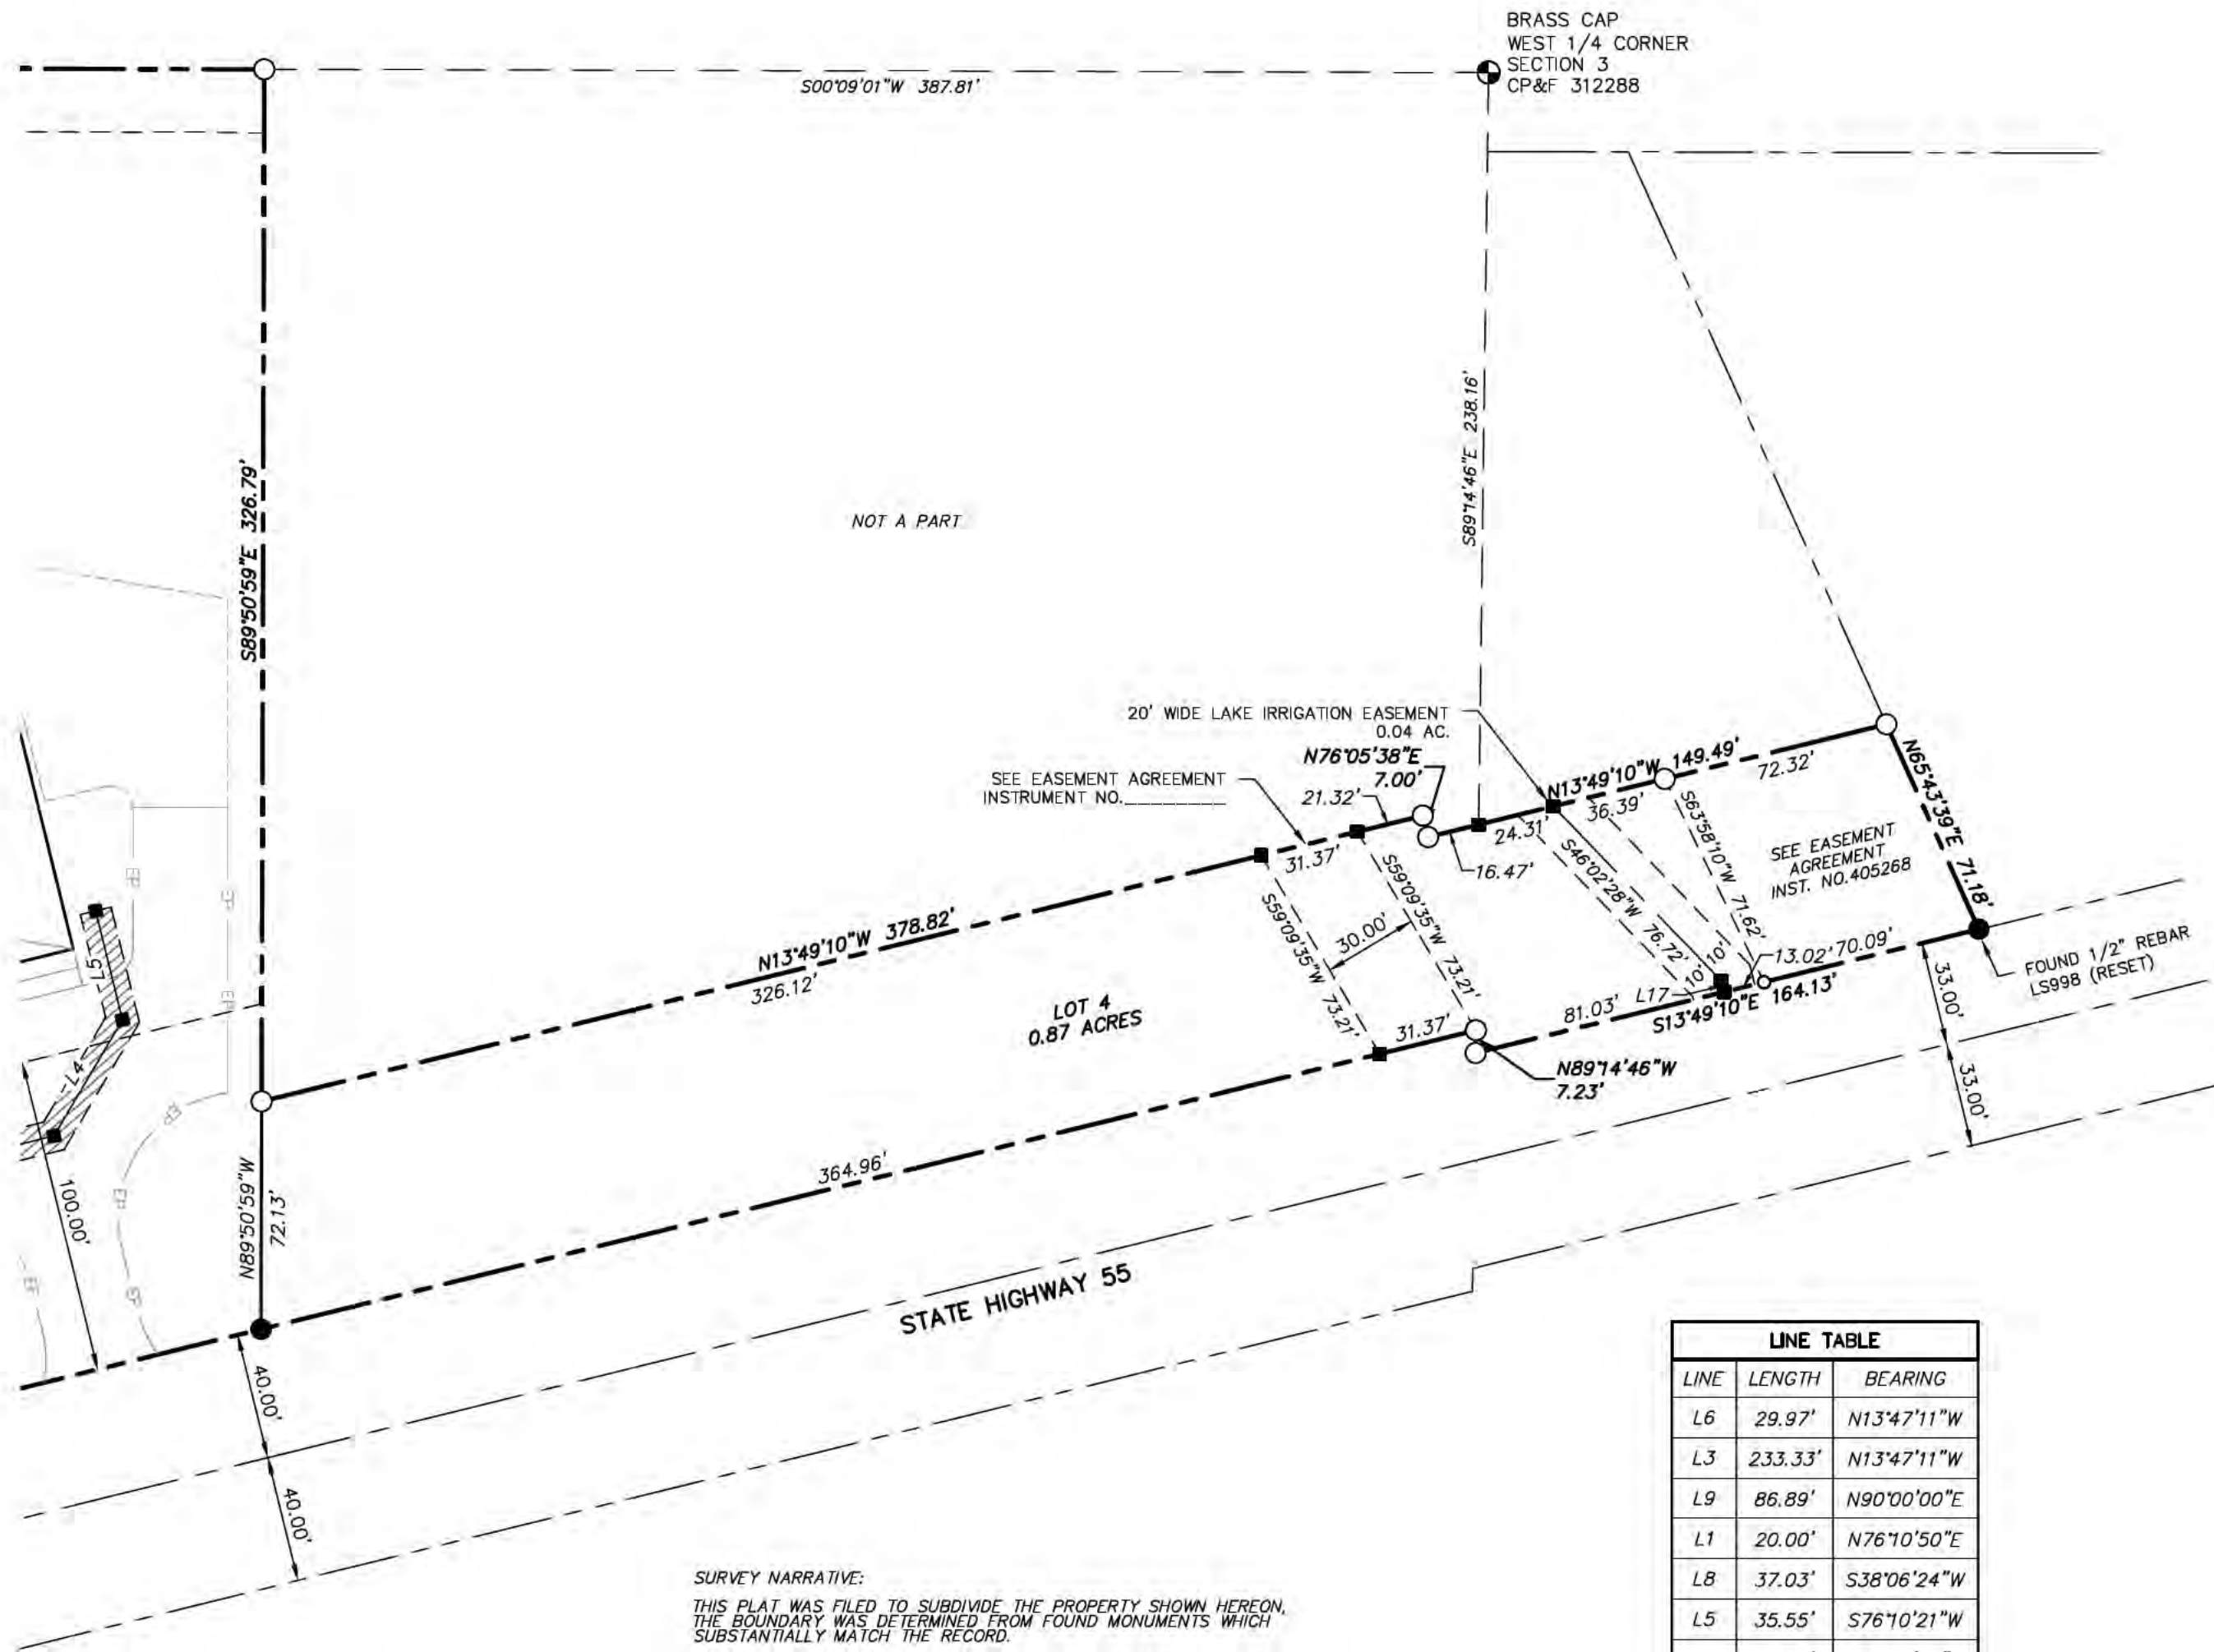 BRASS CAP
WEST 1/4 CORNER
SECTION 3
CP&F 312288
S00°09'01"W 387.81'
S89°50'59"E 326.79'
S89°14'46"E 238.16'
NOT A PART
20' WIDE LAKE IRRIGATION EASEMENT
0.04 AC.
N76°05'38"E
7.00'
SEE EASEMENT AGREEMENT
INSTRUMENT NO.________
21.32'
31.37'
16.47'
24.31'
N13°49'10"W 149.49'
36.39'
72.32'
N65°43'39"E 71.18'
S63°58'10"W 71.62'
SEE EASEMENT
AGREEMENT
INST. NO.405268
S46°02'28"W 76.72'
10'
10'
S59°09'35"W 73.21'
S59°09'35"W 73.21'
30.00'
N13°49'10"W 378.82'
326.12'
LOT 4
0.87 ACRES
31.37'
81.03'
L17
13.02'
70.09'
S13°49'10"E 164.13'
FOUND 1/2" REBAR
LS998 (RESET)
33.00'
33.00'
N89°14'46"W
7.23'
364.96'
N89°50'59"W
72.13'
L5
L4
100.00'
EP
EP
EP
EP
EP
EP
EP
40.00'
40.00'
STATE HIGHWAY 55
LINE TABLE
LINE LENGTH BEARING
L6 29.97' N13°47'11"W
L3 233.33' N13°47'11"W
L9 86.89' N90°00'00"E
L1 20.00' N76°10'50"E
L8 37.03' S38°06'24"W
L5 35.55' S76°10'21"W
SURVEY NARRATIVE:
THIS PLAT WAS FILED TO SUBDIVIDE THE PROPERTY SHOWN HEREON,
THE BOUNDARY WAS DETERMINED FROM FOUND MONUMENTS WHICH
SUBSTANTIALLY MATCH THE RECORD.